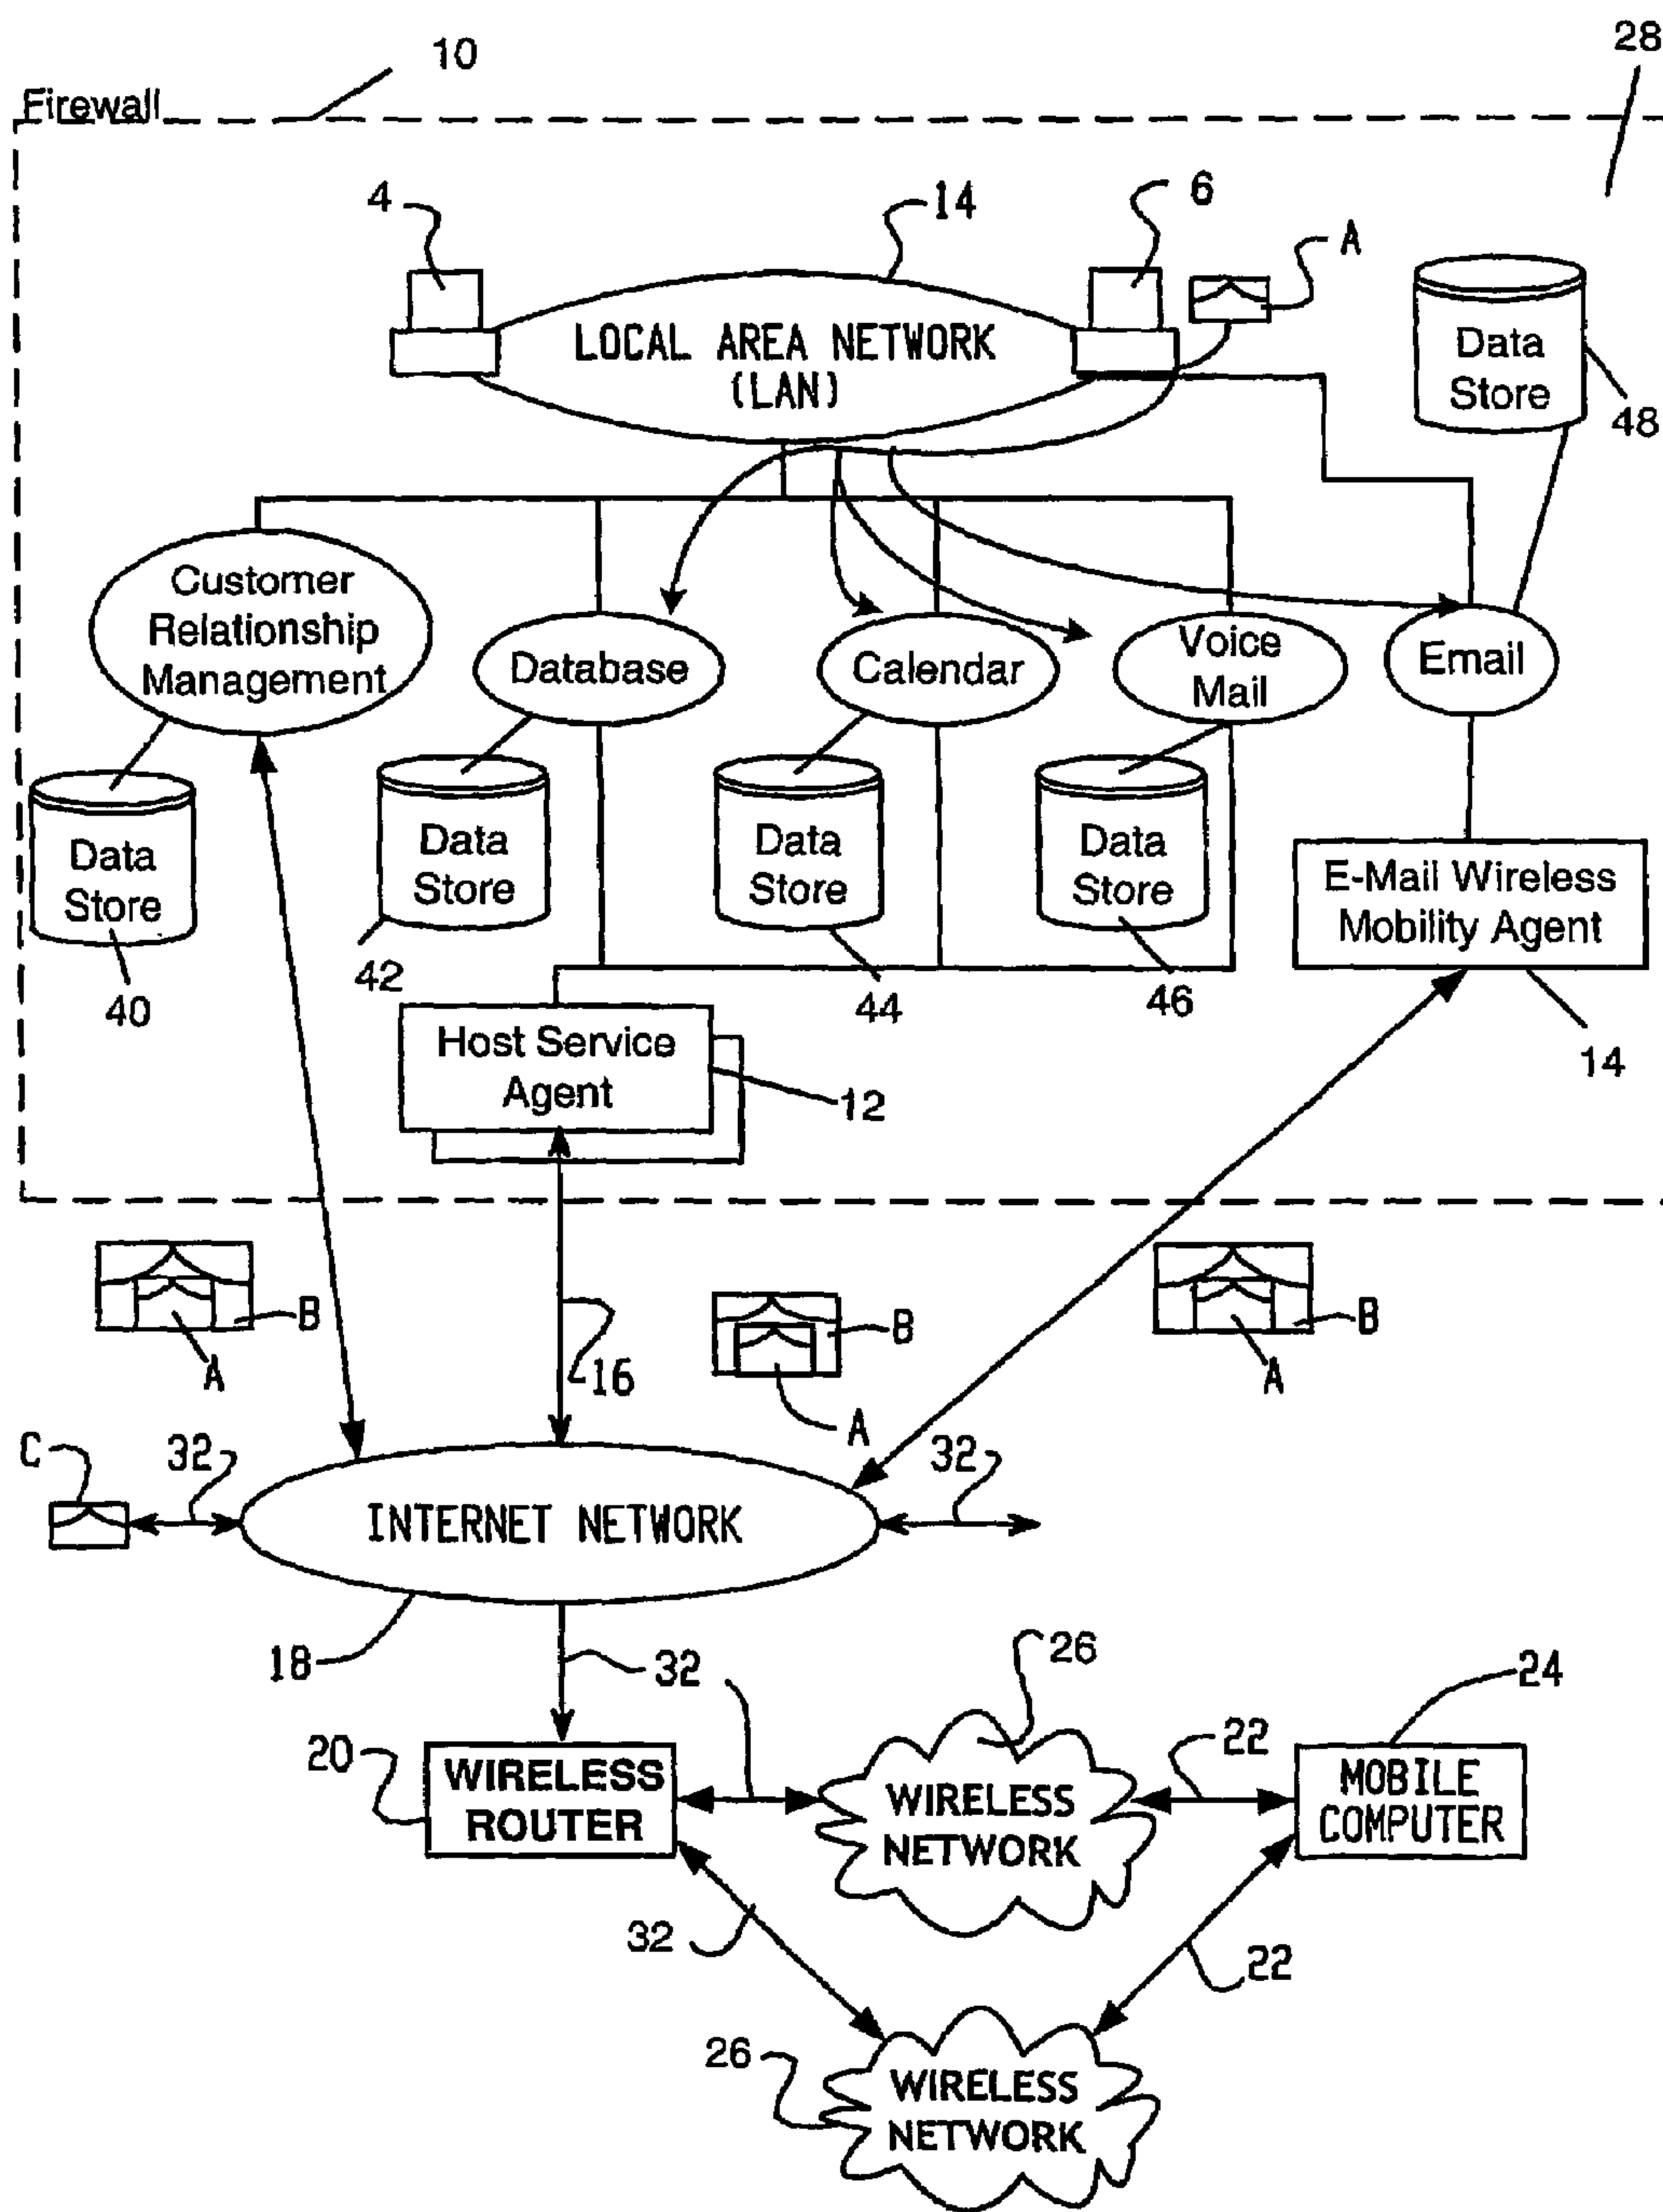 10
28
Firewall
4
14
6
A
LOCAL AREA NETWORK
(LAN)
Data
Store
48
Customer
Relationship
Management
Database
Calendar
Voice
Mail
Email
Data
Store
40
Data
Store
42
Data
Store
44
Data
Store
46
E-Mail Wireless
Mobility Agent
14
Host Service
Agent
12
B
A
16
B
A
B
A
C
32
INTERNET NETWORK
32
18
32
26
24
20
WIRELESS
ROUTER
WIRELESS
NETWORK
22
MOBILE
COMPUTER
32
22
26
WIRELESS
NETWORK